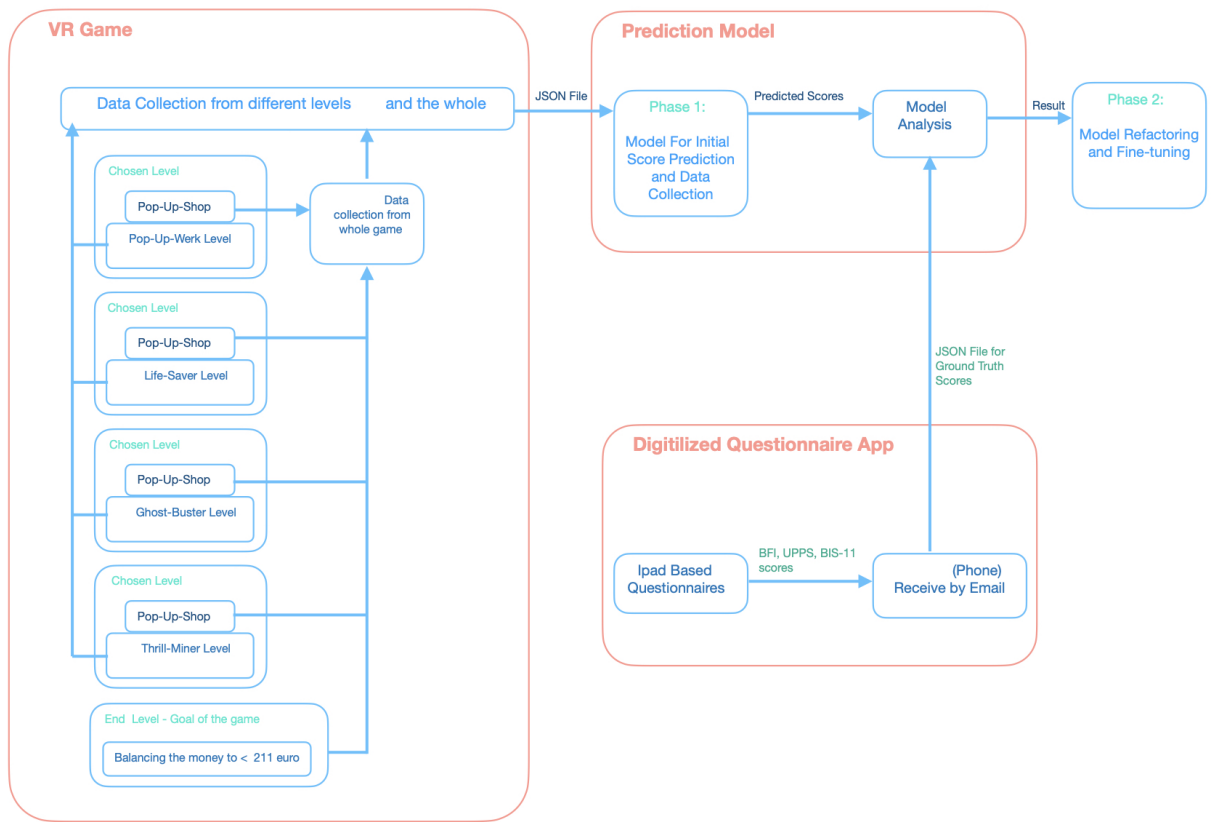 VR Game
Data Collection from different levels and the whole
Chosen Level
Pop-Up-Shop
Pop-Up-Werk Level
Data
collection from
whole game
Chosen Level
Pop-Up-Shop
Life-Saver Level
Chosen Level
Pop-Up-Shop
Ghost-Buster Level
Chosen Level
Pop-Up-Shop
Thrill-Miner Level
End Level - Goal of the game
Balancing the money to < 211 euro
JSON File
Prediction Model
Phase 1:
Model For Initial
Score Prediction
and Data
Collection
Predicted Scores
Model
Analysis
Result
Phase 2:
Model Refactoring
and Fine-tuning
JSON File for
Ground Truth
Scores
Digitilized Questionnaire App
Ipad Based
Questionnaires
BFI, UPPS, BIS-11
scores
(Phone)
Receive by Email